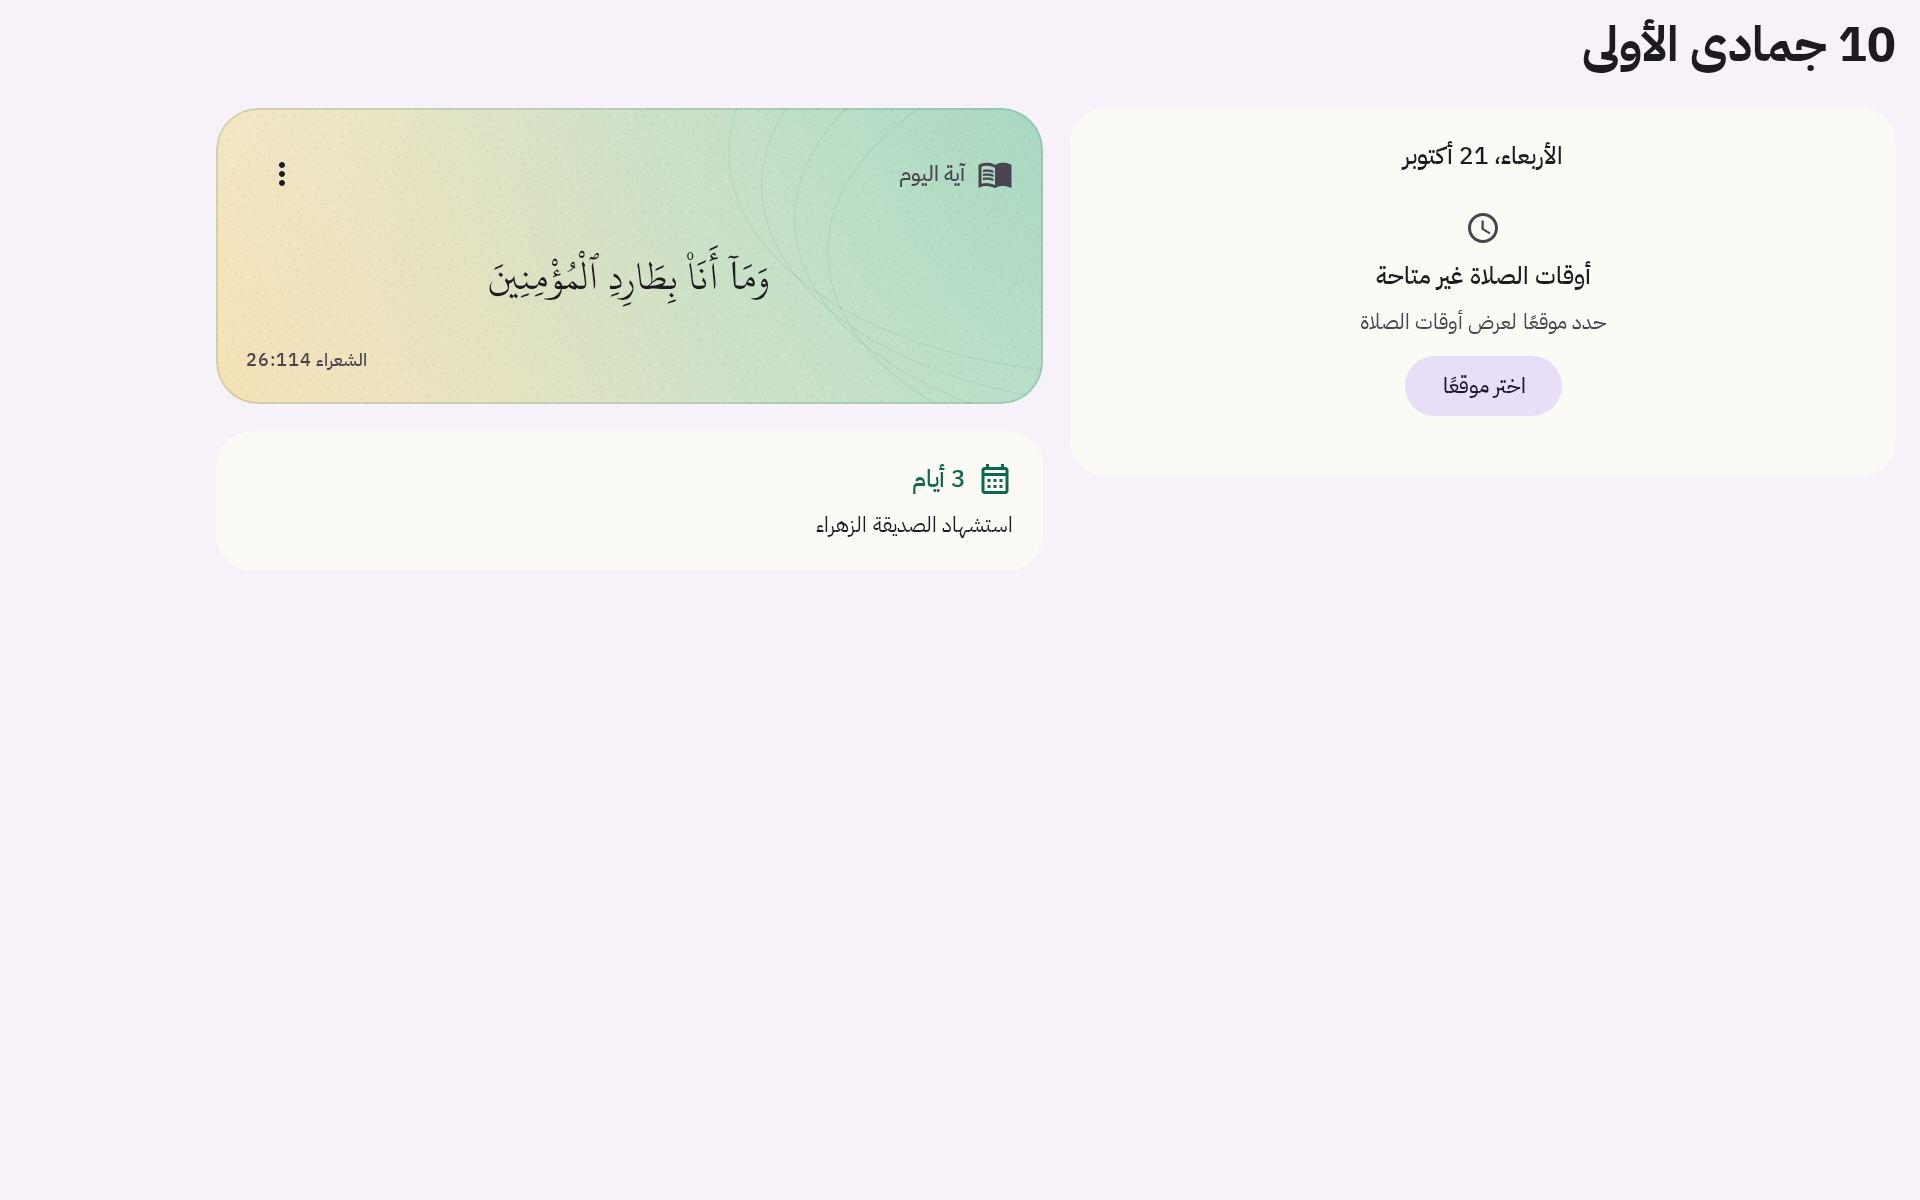 10 جمادى الأولى
الأربعاء، 21 أكتوبر
أوقات الصلاة غير متاحة
حدد موقعًا لعرض أوقات الصلاة
اختر موقعًا
آية اليوم
وَمَآ أَنَا۠ بِطَارِدِ ٱلْمُؤْمِنِينَ
الشعراء 26:114
3 أيام
استشهاد الصديقة الزهراء